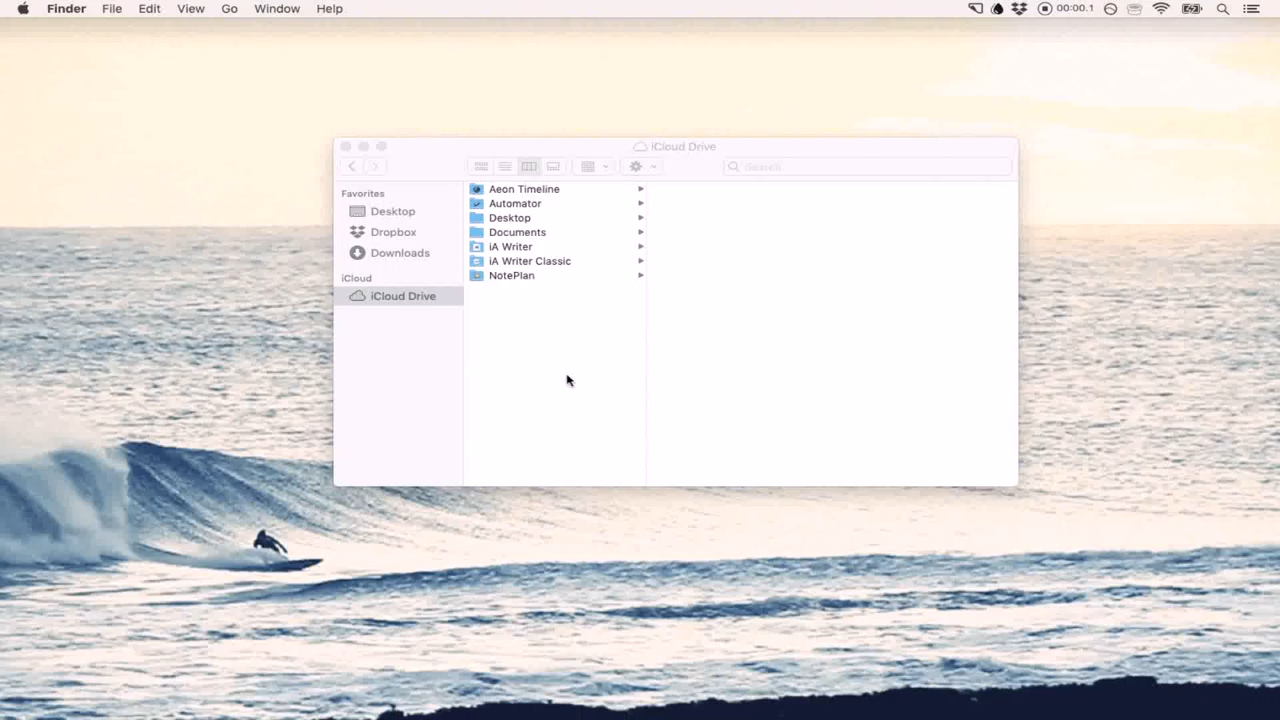 Finder File Edit View Go Window Help 00:00.1
iCloud Drive
Search
Favorites
Desktop
Dropbox
Downloads
iCloud
iCloud Drive
Aeon Timeline
Automator
Desktop
Documents
iA Writer
iA Writer Classic
NotePlan